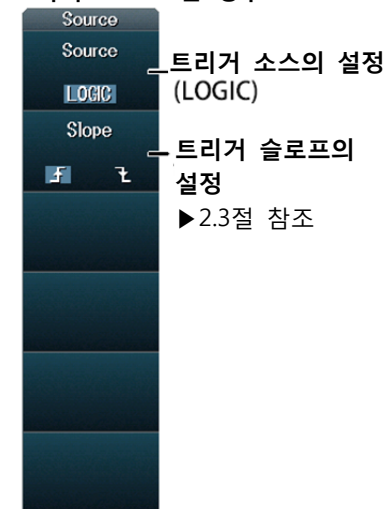 Source
Source
LOGIC
Slope
트리거 소스의 설정
(LOGIC)
트리거 슬로프의
설정
▶2.3절 참조